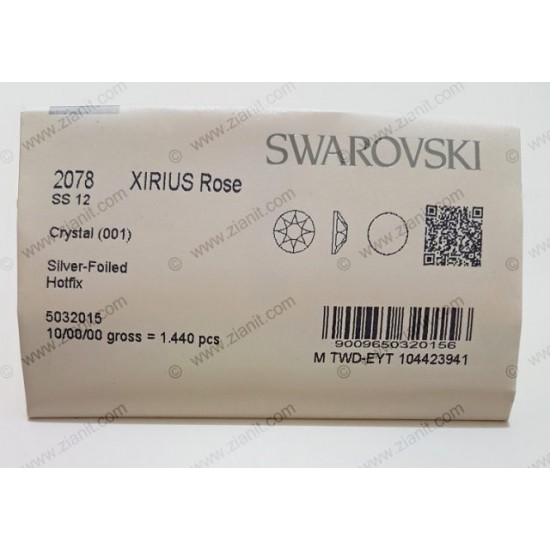 SWAROVSKI
2078 XIRIUS Rose
SS 12
Crystal (001)
Silver-Foiled
Hotfix
5032015
10/00/00 gross = 1.440 pcs
9009650320156
M TWD-EYT 104423941
© www.zianit.com